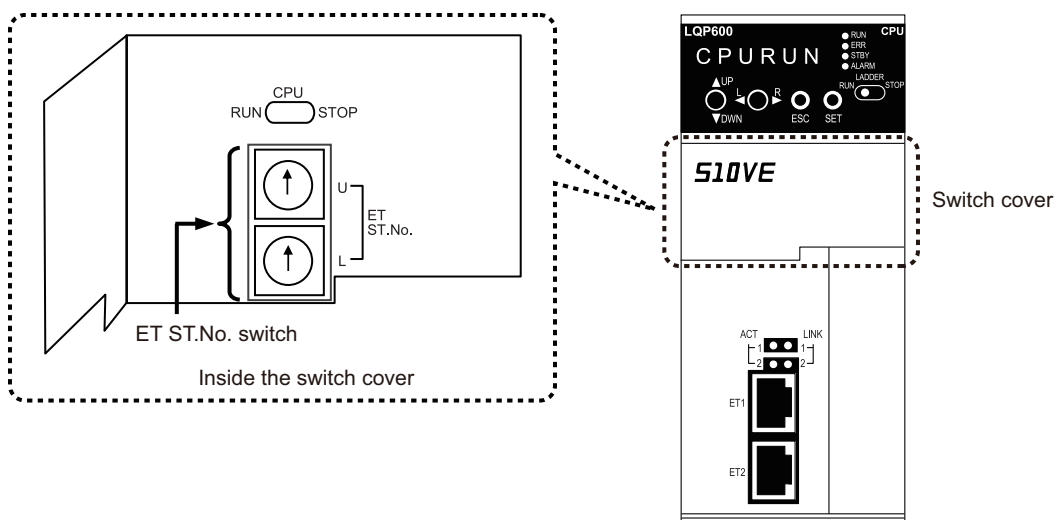 CPU
RUN STOP
U
ET
ST.No.
L
ET ST.No. switch
Inside the switch cover
LQP600 CPU
CPURUN
RUN
ERR
STBY
ALARM
LADDER
RUN STOP
▲UP
L R
▼DWN
ESC SET
S10VE
Switch cover
ACT LINK
1 1
2 2
ET1
ET2